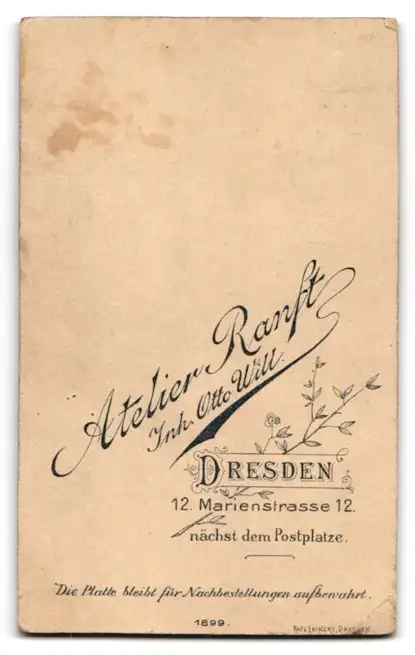 Atelier Ranft
Inh. Otto Will.
DRESDEN
12. Marienstrasse 12.
nächst dem Postplatze.
Die Platte bleibt für Nachbestellungen aufbewahrt.
1899.
DRESDEN